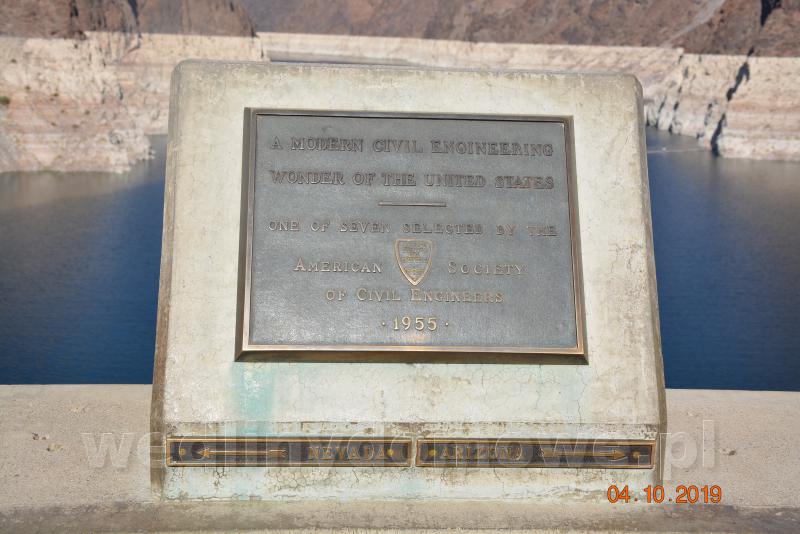 A MODERN CIVIL ENGINEERING
WONDER OF THE UNITED STATES
ONE OF SEVEN SELECTED BY THE
AMERICAN SOCIETY
OF CIVIL ENGINEERS
· 1955 ·
NEVADA ARIZONA
04.10.2019